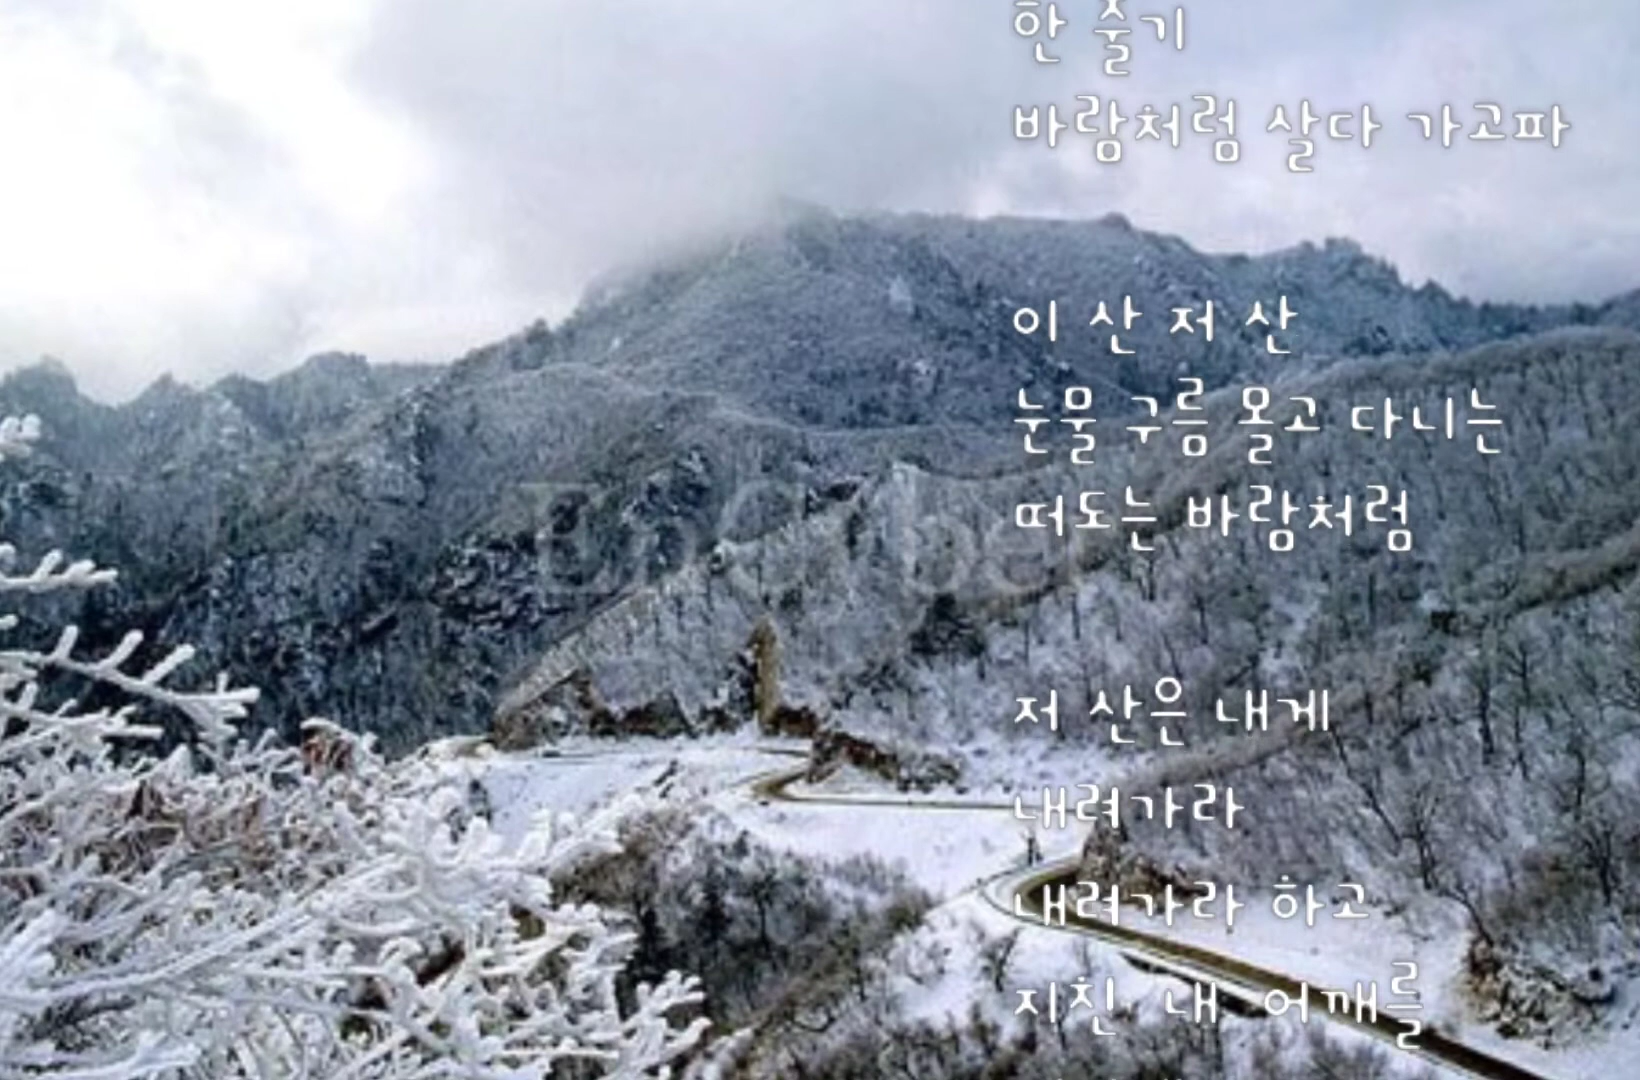 한 줄기
바람처럼 살다 가고파
이 산 저 산
눈물 구름 몰고 다니는
떠도는 바람처럼
저 산은 내게
내려가라
내려가라 하고
지친 내 어깨를